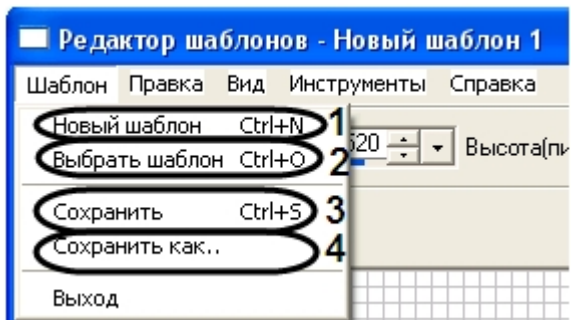 Редактор шаблонов - Новый шаблон 1
Шаблон Правка Вид Инструменты Справка
Новый шаблон Ctrl+N 1
Выбрать шаблон Ctrl+O 2
520 Высота(пи
Сохранить Ctrl+S 3
Сохранить как.. 4
Выход